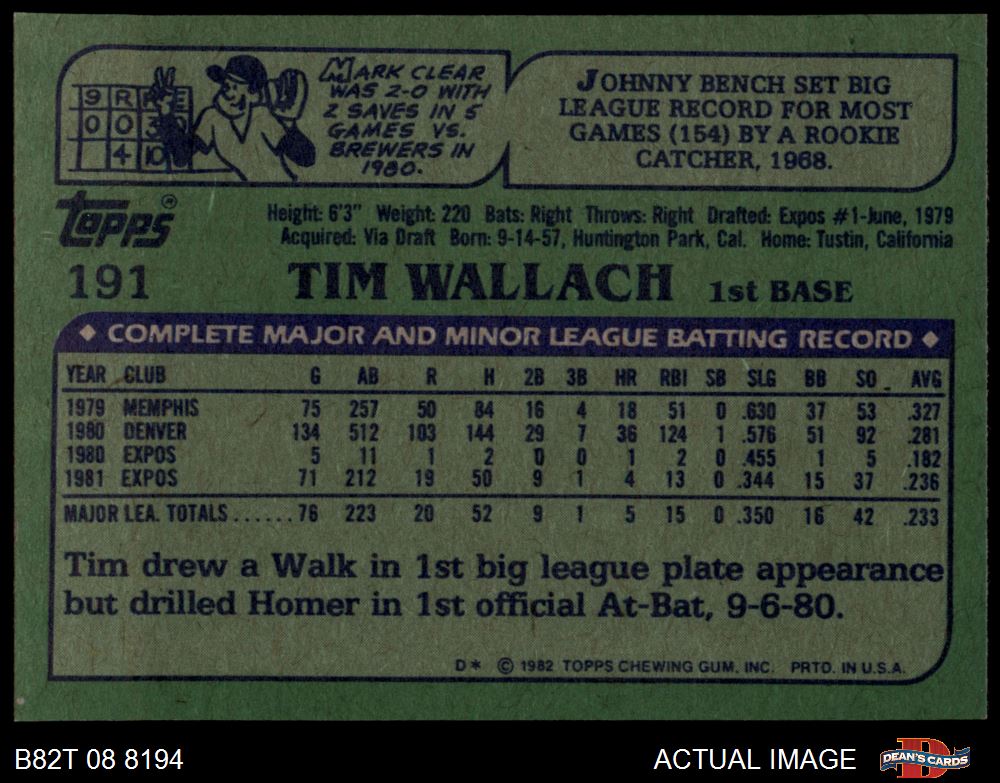 9 R H E
0 0 3 0
4 10
MARK CLEAR
WAS 2-0 WITH
2 SAVES IN 5
GAMES VS.
BREWERS IN
1980.
JOHNNY BENCH SET BIG
LEAGUE RECORD FOR MOST
GAMES (154) BY A ROOKIE
CATCHER, 1968.
Topps®
Height: 6'3" Weight: 220 Bats: Right Throws: Right Drafted: Expos #1-June, 1979
Acquired: Via Draft Born: 9-14-57, Huntington Park, Cal. Home: Tustin, California
191 TIM WALLACH 1st BASE
◆ COMPLETE MAJOR AND MINOR LEAGUE BATTING RECORD ◆
YEAR CLUB G AB R H 2B 3B HR RBI SB SLG BB SO AVG
1979 MEMPHIS 75 257 50 84 16 4 18 51 0 .630 37 53 .327
1980 DENVER 134 512 103 144 29 7 36 124 1 .576 51 92 .281
1980 EXPOS 5 11 1 2 0 0 1 2 0 .455 1 5 .182
1981 EXPOS 71 212 19 50 9 1 4 13 0 .344 15 37 .236
MAJOR LEA. TOTALS......76 223 20 52 9 1 5 15 0 .350 16 42 .233
Tim drew a Walk in 1st big league plate appearance
but drilled Homer in 1st official At-Bat, 9-6-80.
D* © 1982 TOPPS CHEWING GUM, INC. PRTD. IN U.S.A.
B82T 08 8194 ACTUAL IMAGE DEAN'S CARDS